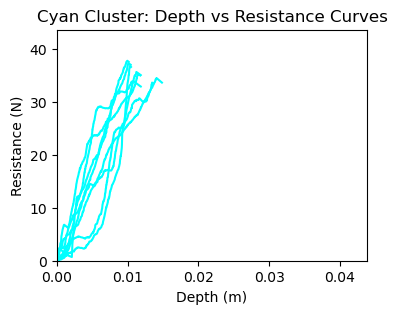 Cyan Cluster: Depth vs Resistance Curves
Resistance (N)
40
30
20
10
0
0.00 0.01 0.02 0.03 0.04
Depth (m)